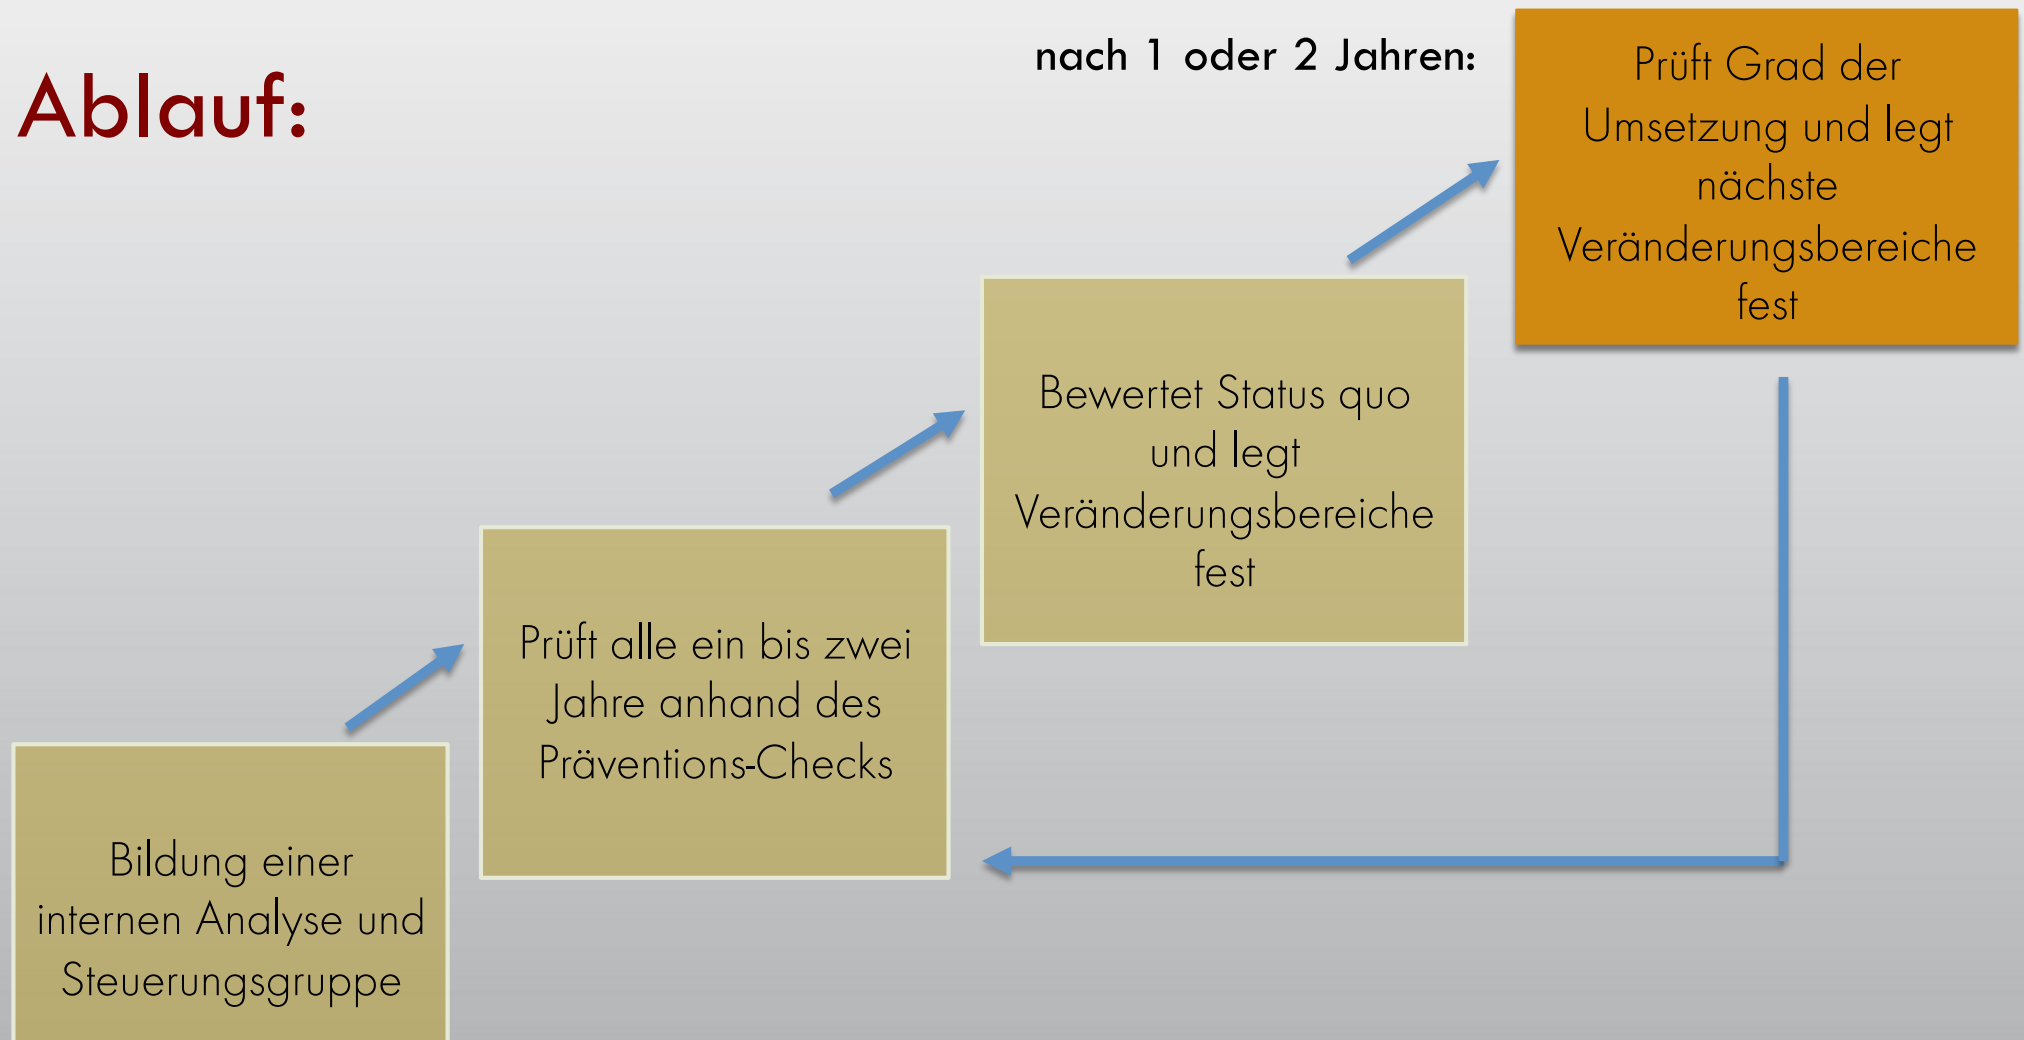 Ablauf:
nach 1 oder 2 Jahren:
Prüft Grad der
Umsetzung und legt
nächste
Veränderungsbereiche
fest
Bewertet Status quo
und legt
Veränderungsbereiche
fest
Prüft alle ein bis zwei
Jahre anhand des
Präventions-Checks
Bildung einer
internen Analyse und
Steuerungsgruppe